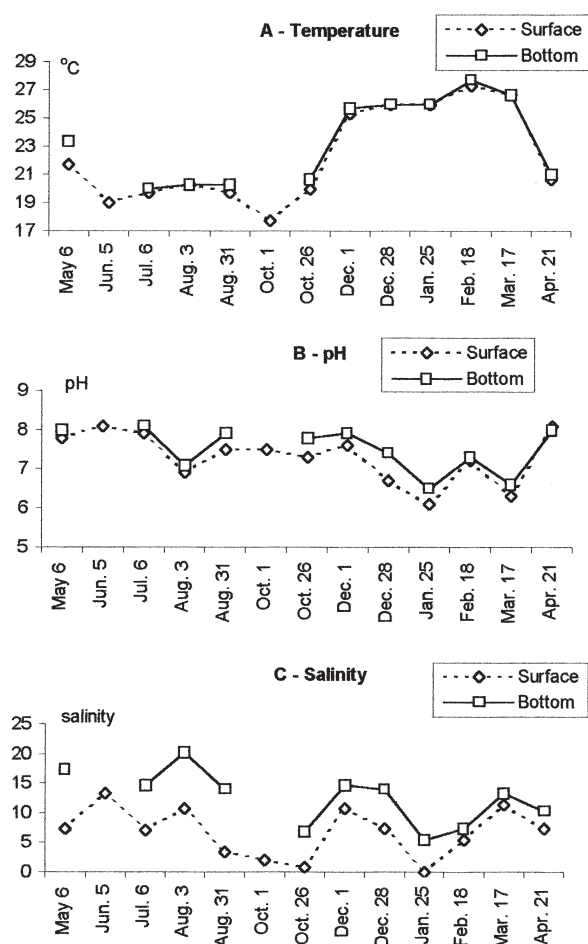 A - Temperature
Surface
Bottom
°C
29
27
25
23
21
19
17
May 6
Jun. 5
Jul. 6
Aug. 3
Aug. 31
Oct. 1
Oct. 26
Dec. 1
Dec. 28
Jan. 25
Feb. 18
Mar. 17
Apr. 21
B - pH
Surface
Bottom
pH
9
8
7
6
5
May 6
Jun. 5
Jul. 6
Aug. 3
Aug. 31
Oct. 1
Oct. 26
Dec. 1
Dec. 28
Jan. 25
Feb. 18
Mar. 17
Apr. 21
C - Salinity
Surface
Bottom
salinity
25
20
15
10
5
0
May 6
Jun. 5
Jul. 6
Aug. 3
Aug. 31
Oct. 1
Oct. 26
Dec. 1
Dec. 28
Jan. 25
Feb. 18
Mar. 17
Apr. 21